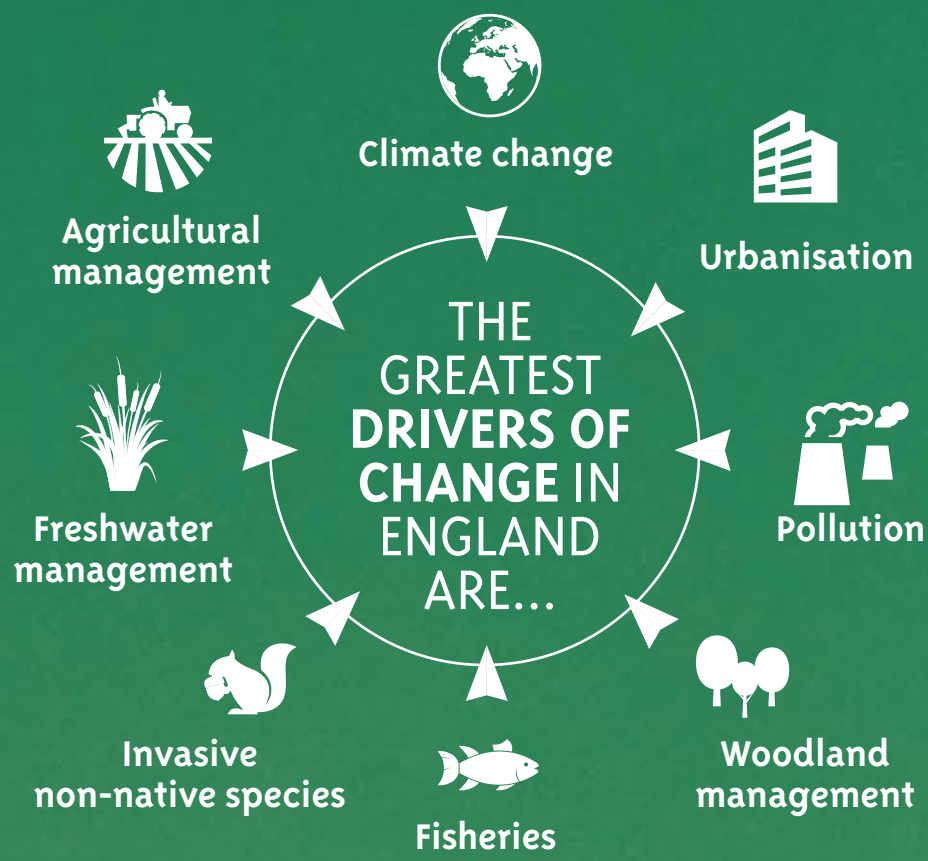 Climate change
Urbanisation
Pollution
Woodland
management
Fisheries
Invasive
non-native species
Freshwater
management
Agricultural
management
THE
GREATEST
DRIVERS OF
CHANGE IN
ENGLAND
ARE...